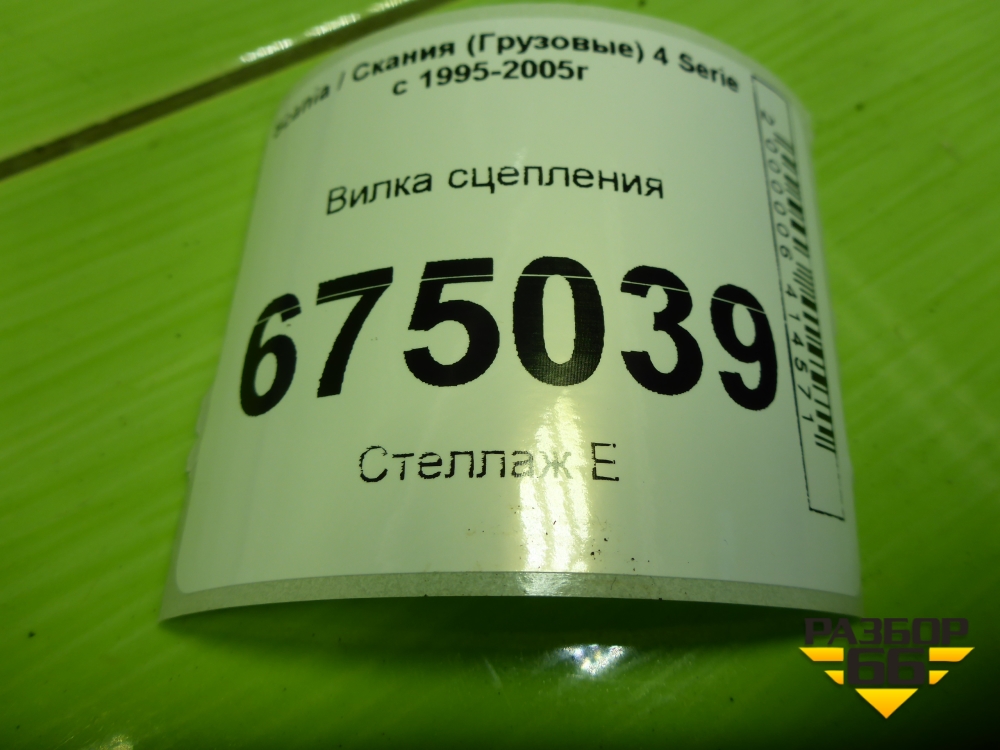 Scania / Скания (Грузовые) 4 Serie
с 1995-2005г
Вилка сцепления
675039
Стеллаж Е
2000006414571
РАЗБОР
66